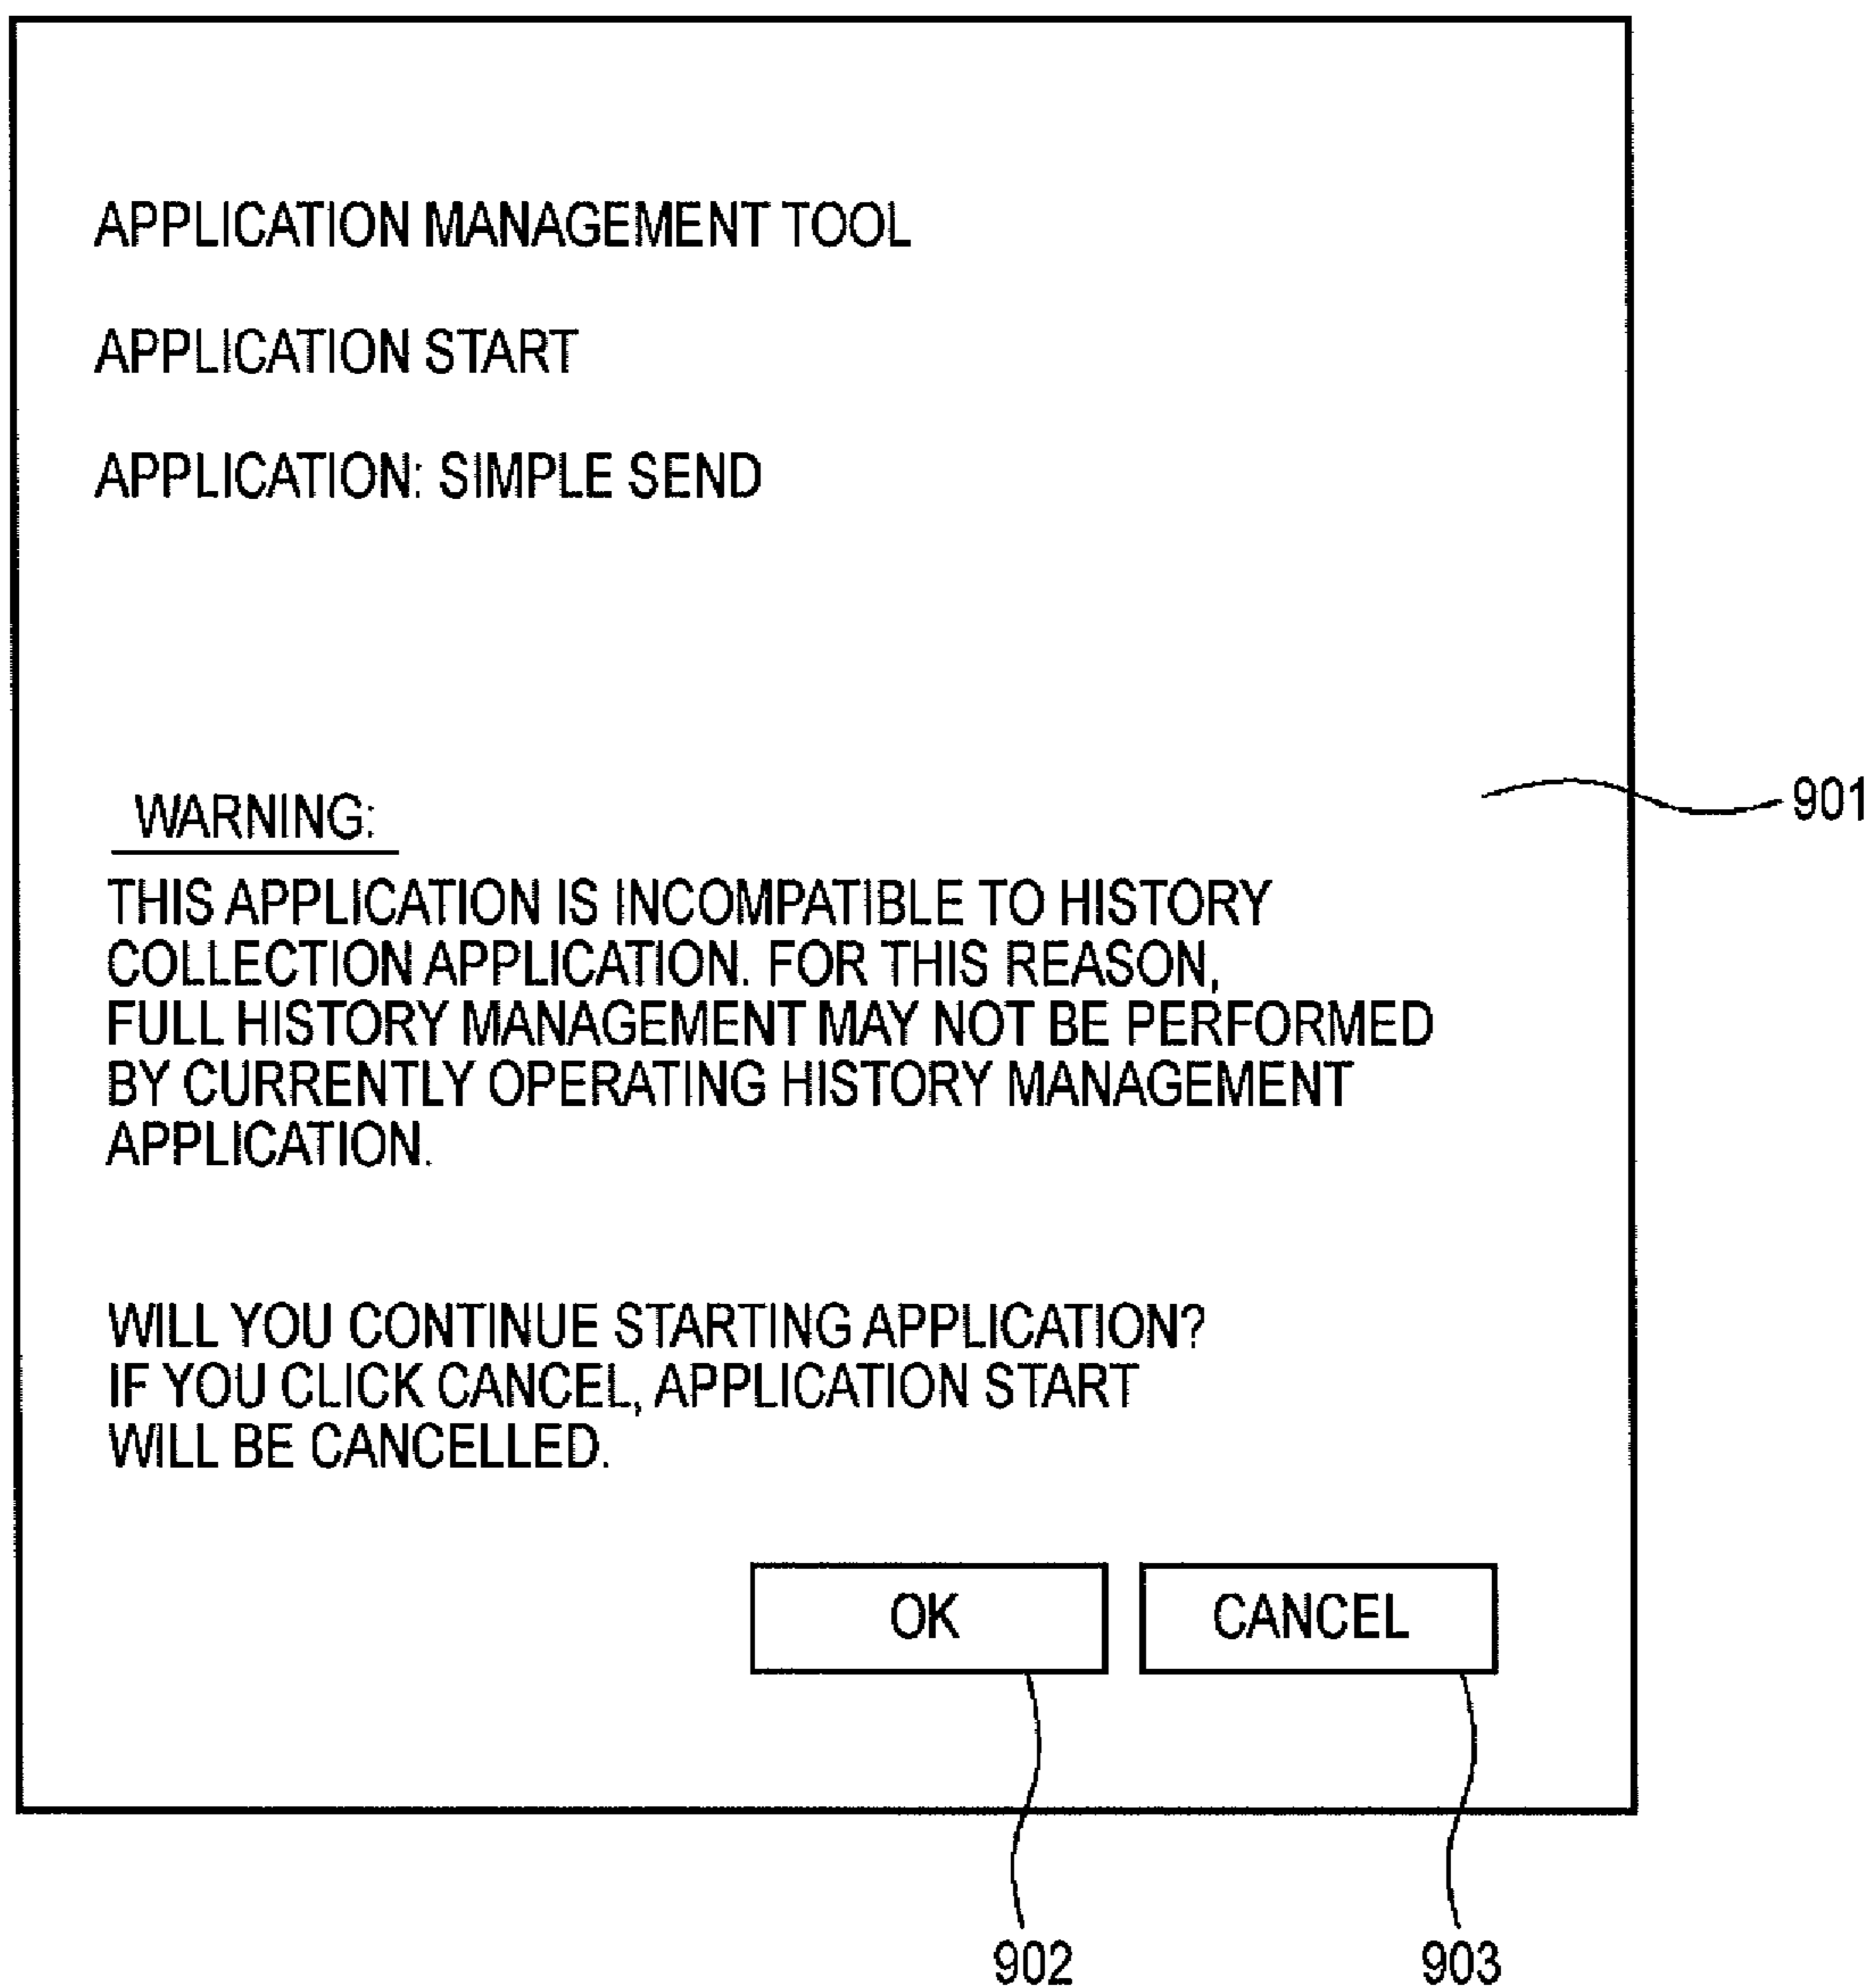 APPLICATION MANAGEMENT TOOL
APPLICATION START
APPLICATION: SIMPLE SEND
WARNING:
901
THIS APPLICATION IS INCOMPATIBLE TO HISTORY
COLLECTION APPLICATION. FOR THIS REASON,
FULL HISTORY MANAGEMENT MAY NOT BE PERFORMED
BY CURRENTLY OPERATING HISTORY MANAGEMENT
APPLICATION.
WILL YOU CONTINUE STARTING APPLICATION?
IF YOU CLICK CANCEL, APPLICATION START
WILL BE CANCELLED.
OK CANCEL
902 903